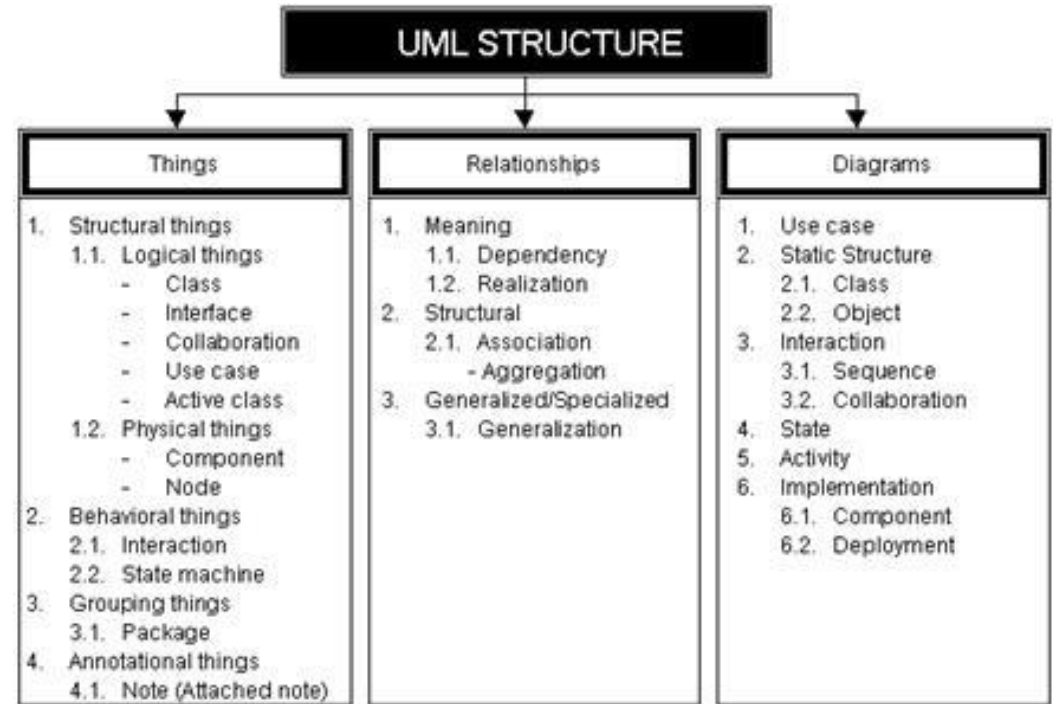 UML STRUCTURE
Things
1. Structural things
1.1. Logical things
- Class
- Interface
- Collaboration
- Use case
- Active class
1.2. Physical things
- Component
- Node
2. Behavioral things
2.1. Interaction
2.2. State machine
3. Grouping things
3.1. Package
4. Annotational things
4.1. Note (Attached note)
Relationships
1. Meaning
1.1. Dependency
1.2. Realization
2. Structural
2.1. Association
- Aggregation
3. Generalized/Specialized
3.1. Generalization
Diagrams
1. Use case
2. Static Structure
2.1. Class
2.2. Object
3. Interaction
3.1. Sequence
3.2. Collaboration
4. State
5. Activity
6. Implementation
6.1. Component
6.2. Deployment